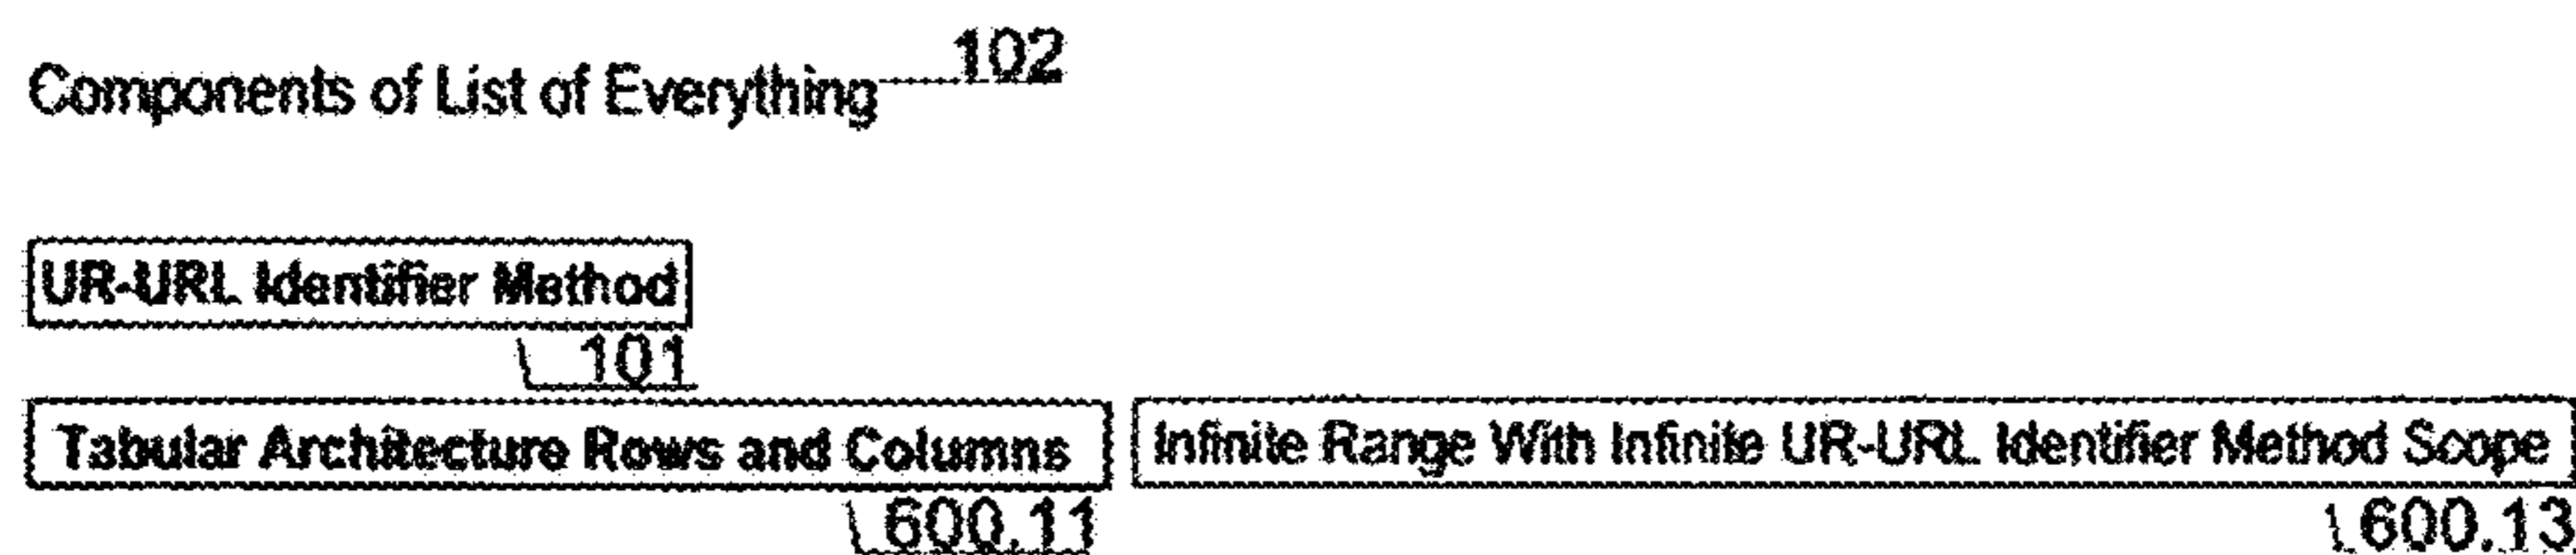 Components of List of Everything 102
UR-URL Identifier Method
101
Tabular Architecture Rows and Columns Infinite Range With Infinite UR-URL Identifier Method Scope
600.11 600.13